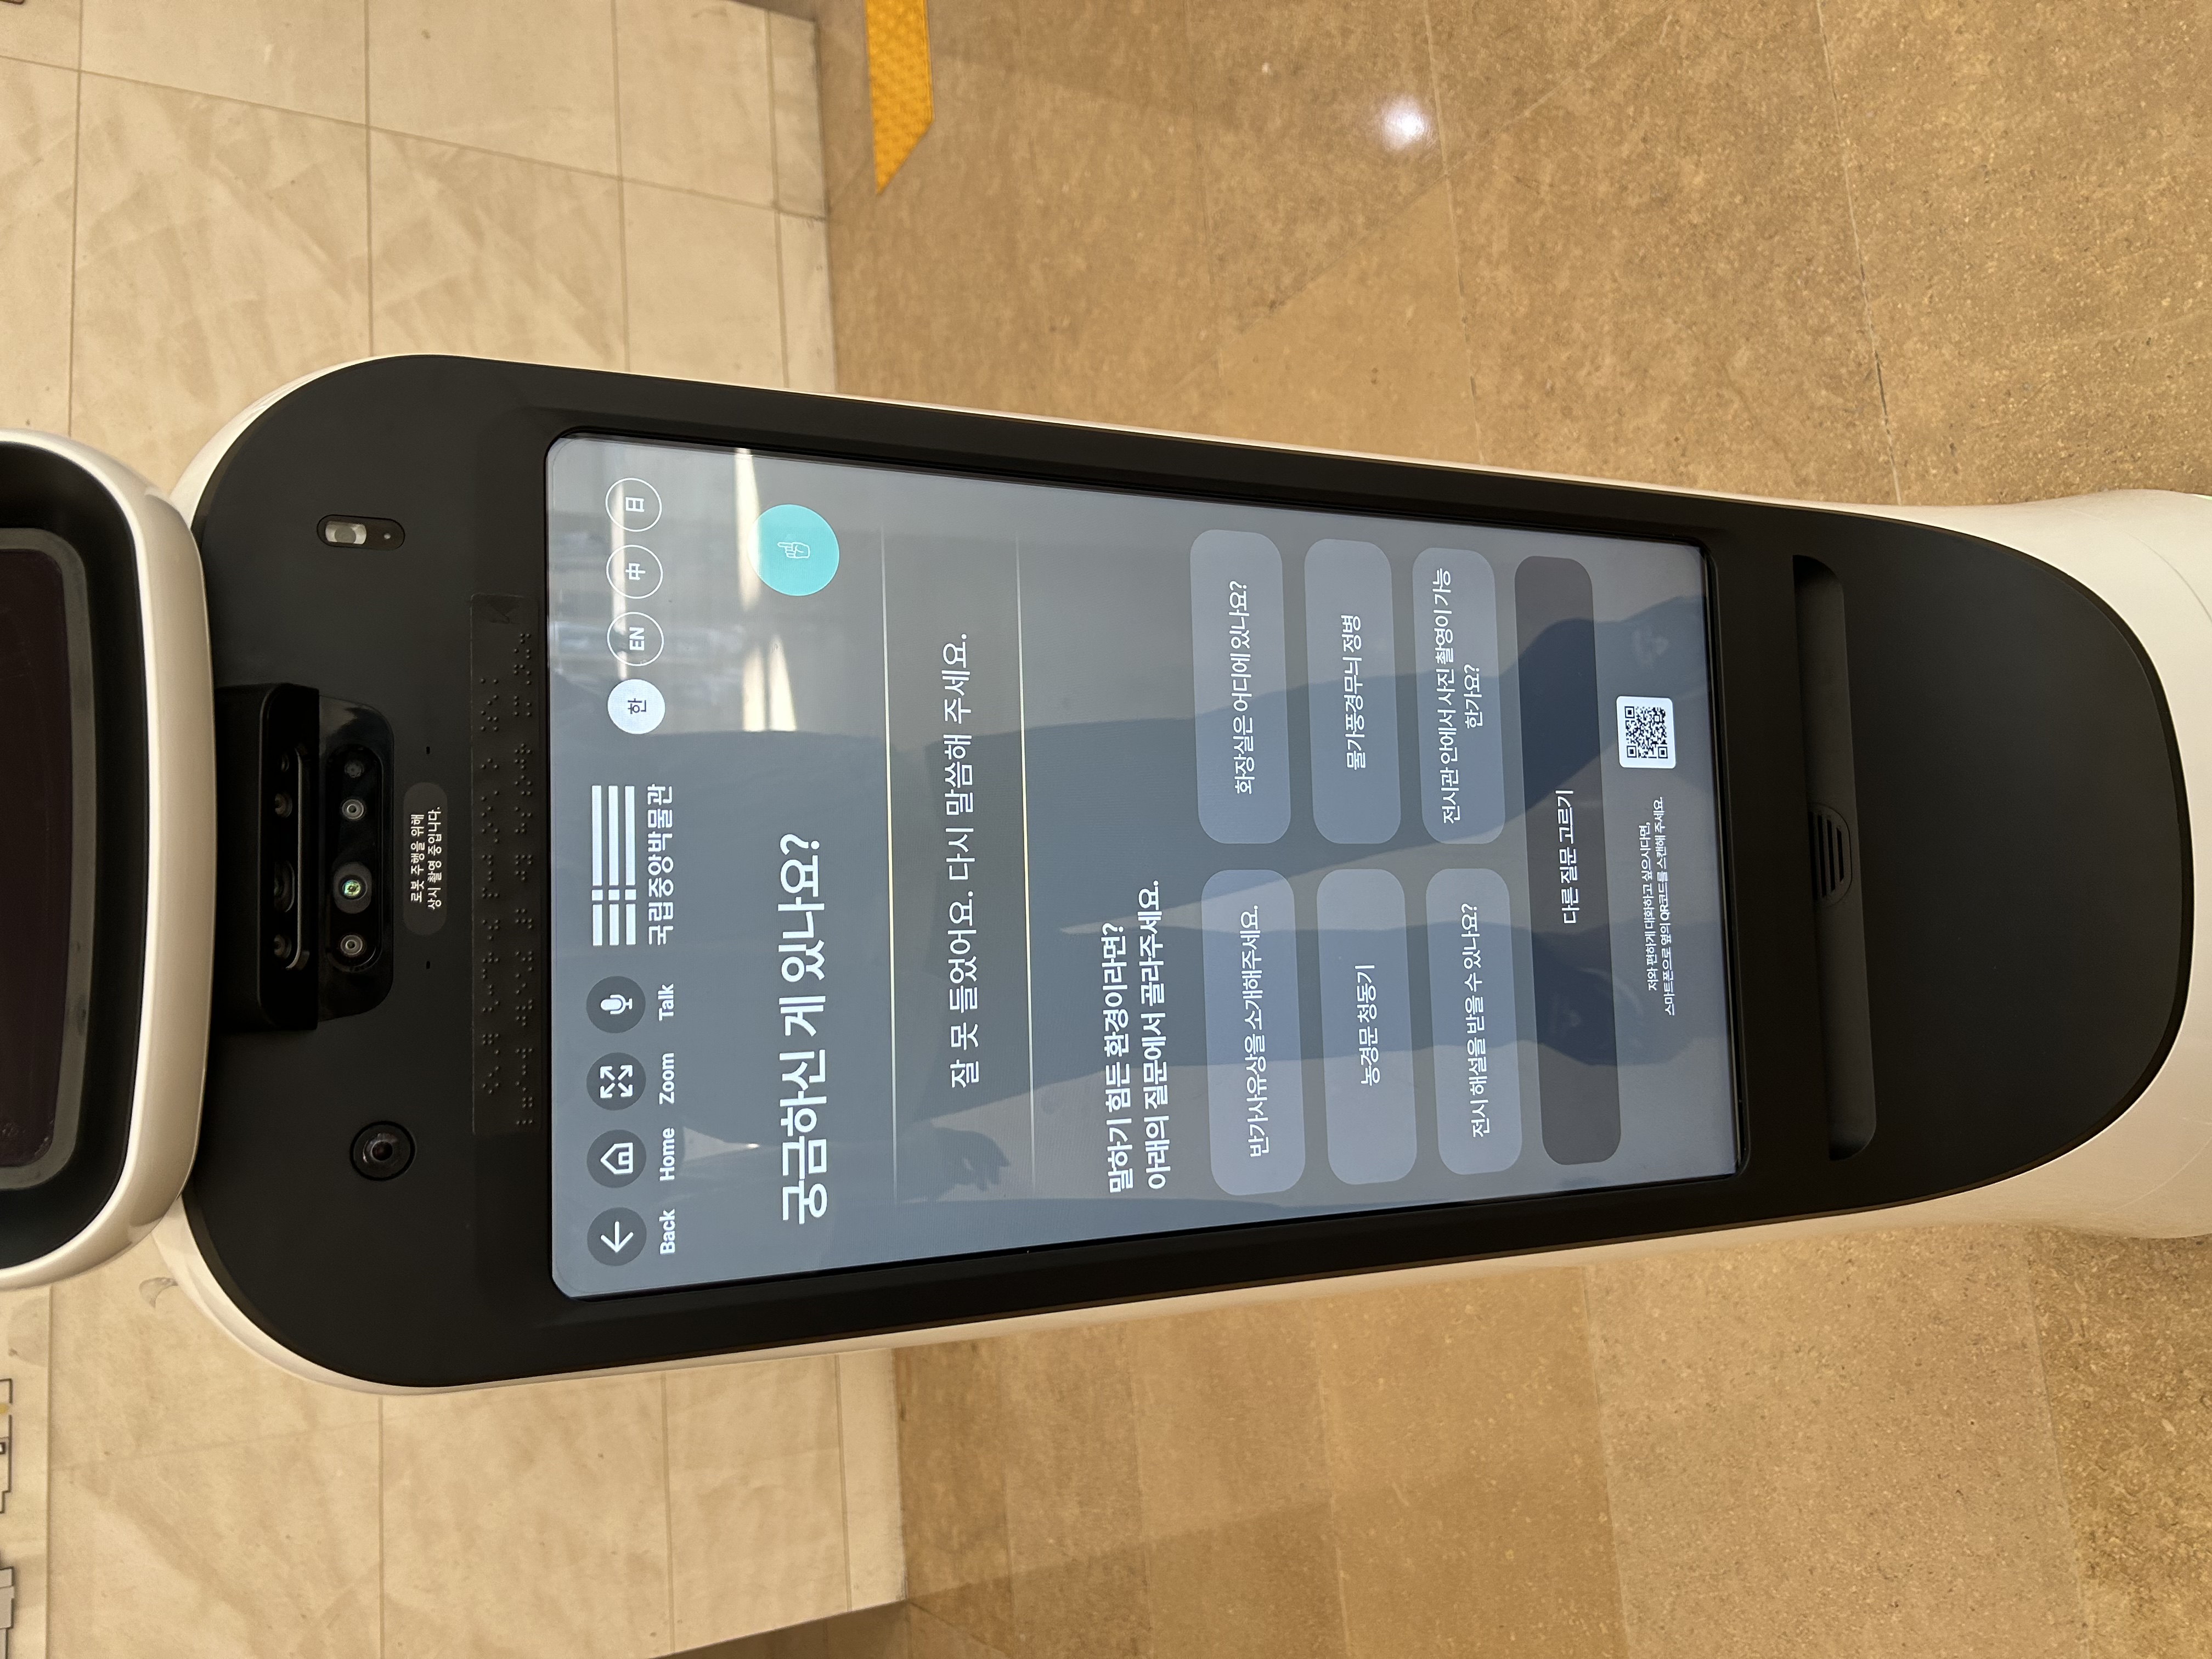 로봇 주행을 위해
상시 촬영 중입니다.
Back Home Zoom Talk
국립중앙박물관
한 EN 中 日
궁금하신 게 있나요?
잘 못 들었어요. 다시 말씀해 주세요.
말하기 힘든 환경이라면?
아래의 질문에서 골라주세요.
반가사유상을 소개해주세요.
화장실은 어디에 있나요?
농경문 청동기
물가풍경무늬 정병
전시 해설을 받을 수 있나요?
전시관 안에서 사진 촬영이 가능
한가요?
다른 질문 고르기
저와 편하게 대화하고 싶으시다면,
스마트폰으로 옆의 QR코드를 스캔해 주세요.